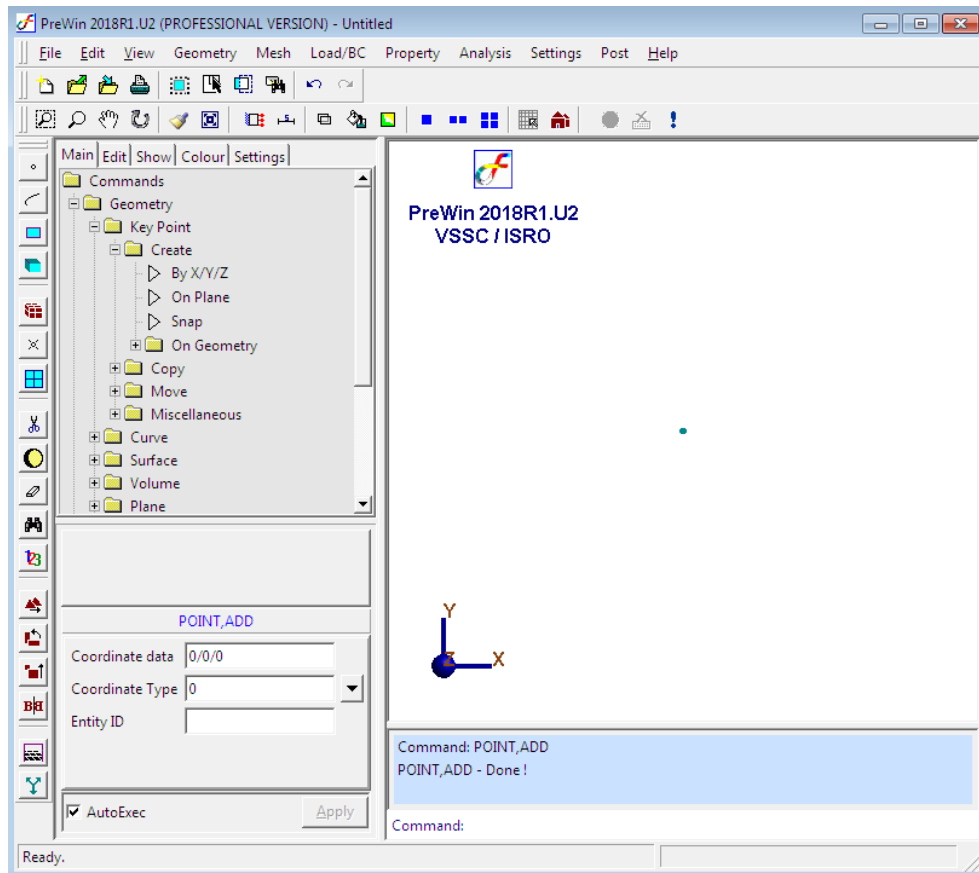 PreWin 2018R1.U2 (PROFESSIONAL VERSION) - Untitled
File Edit View Geometry Mesh Load/BC Property Analysis Settings Post Help
Main Edit Show Colour Settings
Commands
Geometry
Key Point
Create
By X/Y/Z
On Plane
Snap
On Geometry
Copy
Move
Miscellaneous
Curve
Surface
Volume
Plane
123
POINT,ADD
Coordinate data 0/0/0
Coordinate Type 0
Entity ID
AutoExec Apply
PreWin 2018R1.U2
VSSC / ISRO
Y
Z X
Command: POINT,ADD
POINT,ADD - Done !
Command:
Ready.